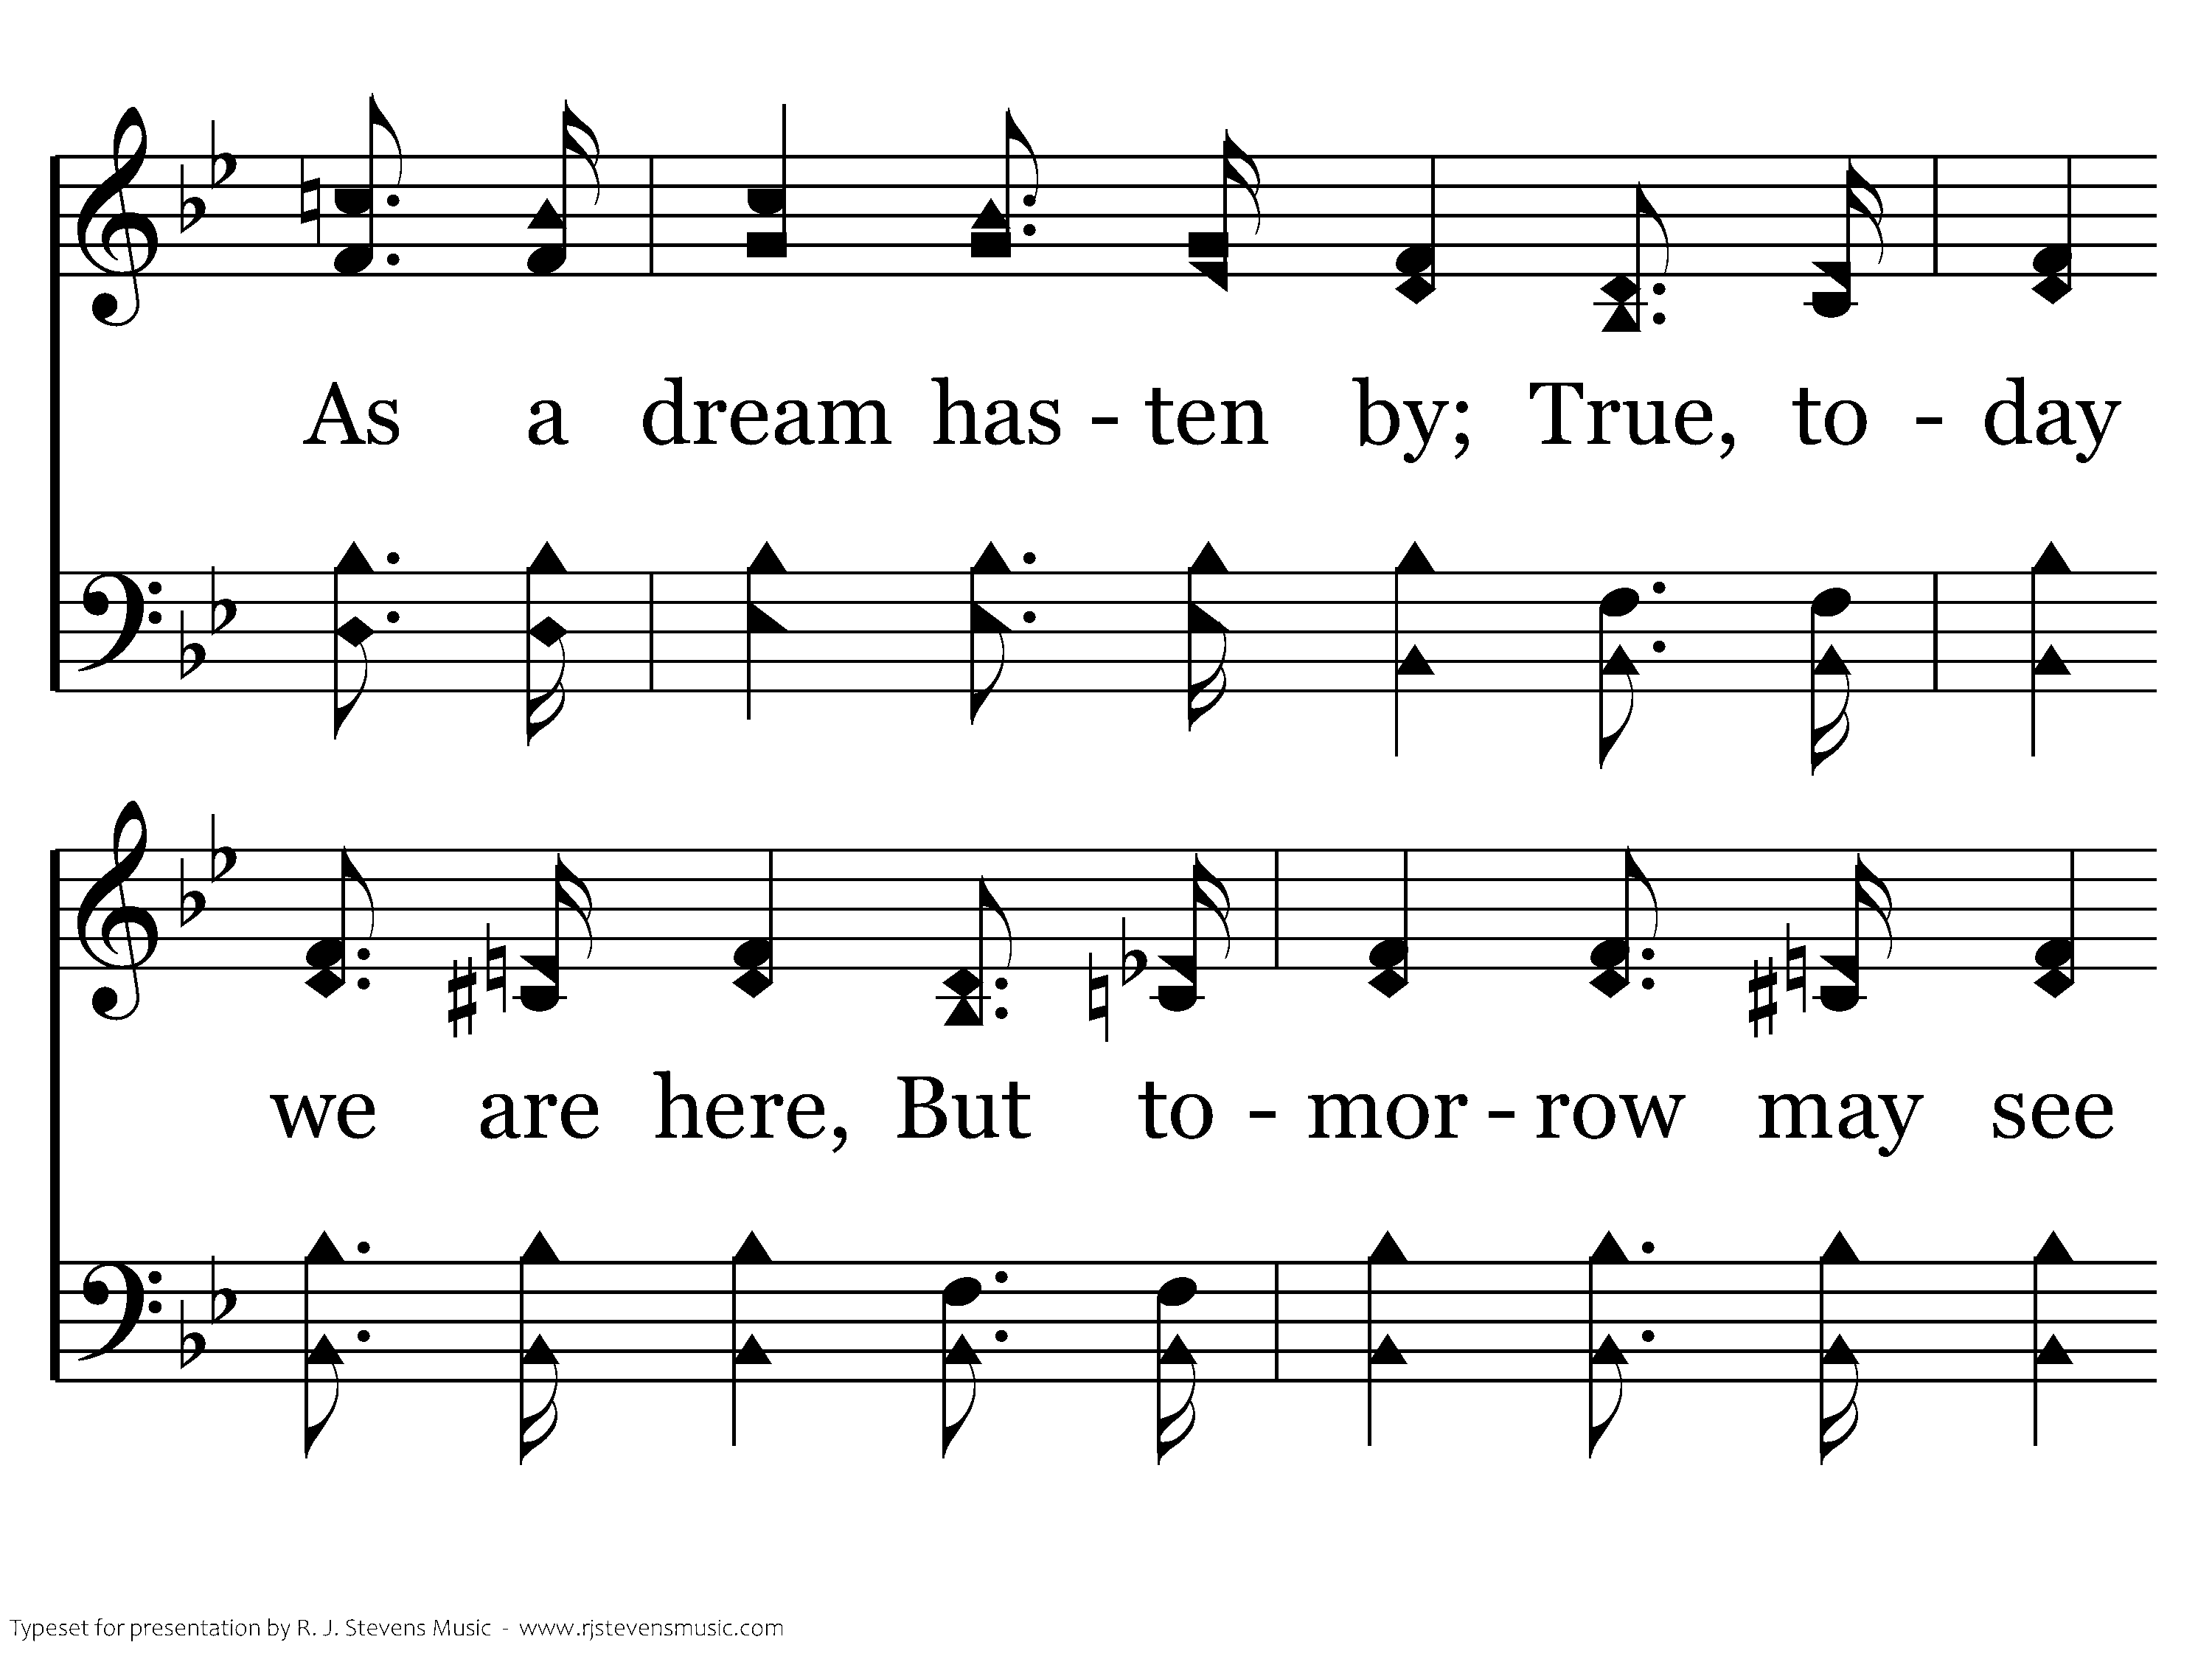 As a dream has - ten by; True, to - day
we are here, But to - mor - row may see
Typeset for presentation by R. J. Stevens Music - www.rjstevensmusic.com